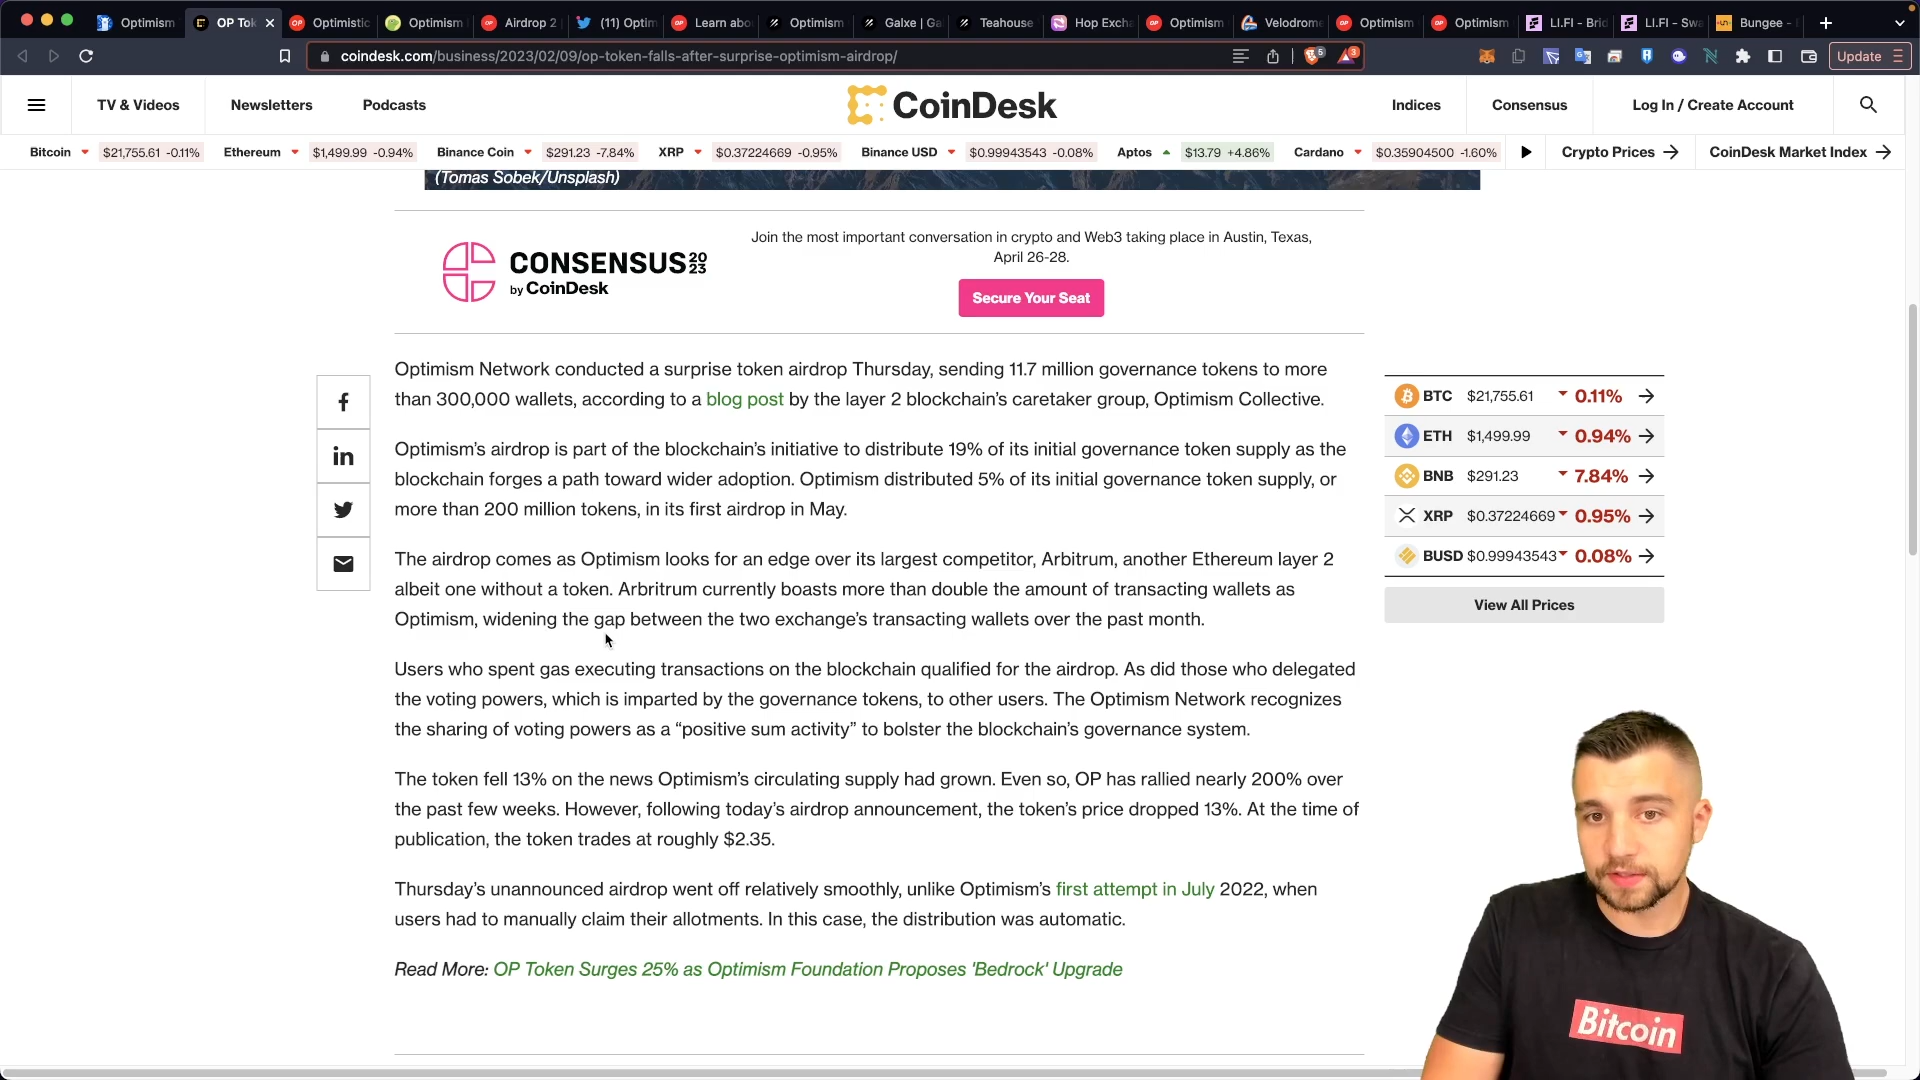 Optimism
OP Tok
Optimistic
Optimism
Airdrop 2
(11) Optim
Learn abo
Optimism
Galxe | Ga
Teahouse
Hop Excha
Optimism
Velodrome
Optimism
Optimism
LI.FI - Brid
LI.FI - Swa
Bungee -
coindesk.com/business/2023/02/09/op-token-falls-after-surprise-optimism-airdrop/
5
3
Update
TV & Videos
Newsletters
Podcasts
CoinDesk
Indices
Consensus
Log In / Create Account
Bitcoin $21,755.61 -0.11%
Ethereum $1,499.99 -0.94%
Binance Coin $291.23 -7.84%
XRP $0.37224669 -0.95%
Binance USD $0.99943543 -0.08%
Aptos $13.79 +4.86%
Cardano $0.35904500 -1.60%
Crypto Prices
CoinDesk Market Index
(Tomas Sobek/Unsplash)
CONSENSUS 2023
by CoinDesk
Join the most important conversation in crypto and Web3 taking place in Austin, Texas,
April 26-28.
Secure Your Seat
Optimism Network conducted a surprise token airdrop Thursday, sending 11.7 million governance tokens to more
than 300,000 wallets, according to a blog post by the layer 2 blockchain's caretaker group, Optimism Collective.
Optimism's airdrop is part of the blockchain's initiative to distribute 19% of its initial governance token supply as the
blockchain forges a path toward wider adoption. Optimism distributed 5% of its initial governance token supply, or
more than 200 million tokens, in its first airdrop in May.
The airdrop comes as Optimism looks for an edge over its largest competitor, Arbitrum, another Ethereum layer 2
albeit one without a token. Arbritrum currently boasts more than double the amount of transacting wallets as
Optimism, widening the gap between the two exchange's transacting wallets over the past month.
Users who spent gas executing transactions on the blockchain qualified for the airdrop. As did those who delegated
the voting powers, which is imparted by the governance tokens, to other users. The Optimism Network recognizes
the sharing of voting powers as a "positive sum activity" to bolster the blockchain's governance system.
The token fell 13% on the news Optimism's circulating supply had grown. Even so, OP has rallied nearly 200% over
the past few weeks. However, following today's airdrop announcement, the token's price dropped 13%. At the time of
publication, the token trades at roughly $2.35.
Thursday's unannounced airdrop went off relatively smoothly, unlike Optimism's first attempt in July 2022, when
users had to manually claim their allotments. In this case, the distribution was automatic.
Read More: OP Token Surges 25% as Optimism Foundation Proposes 'Bedrock' Upgrade
BTC $21,755.61 0.11%
ETH $1,499.99 0.94%
BNB $291.23 7.84%
XRP $0.37224669 0.95%
BUSD $0.99943543 0.08%
View All Prices
Bitcoin